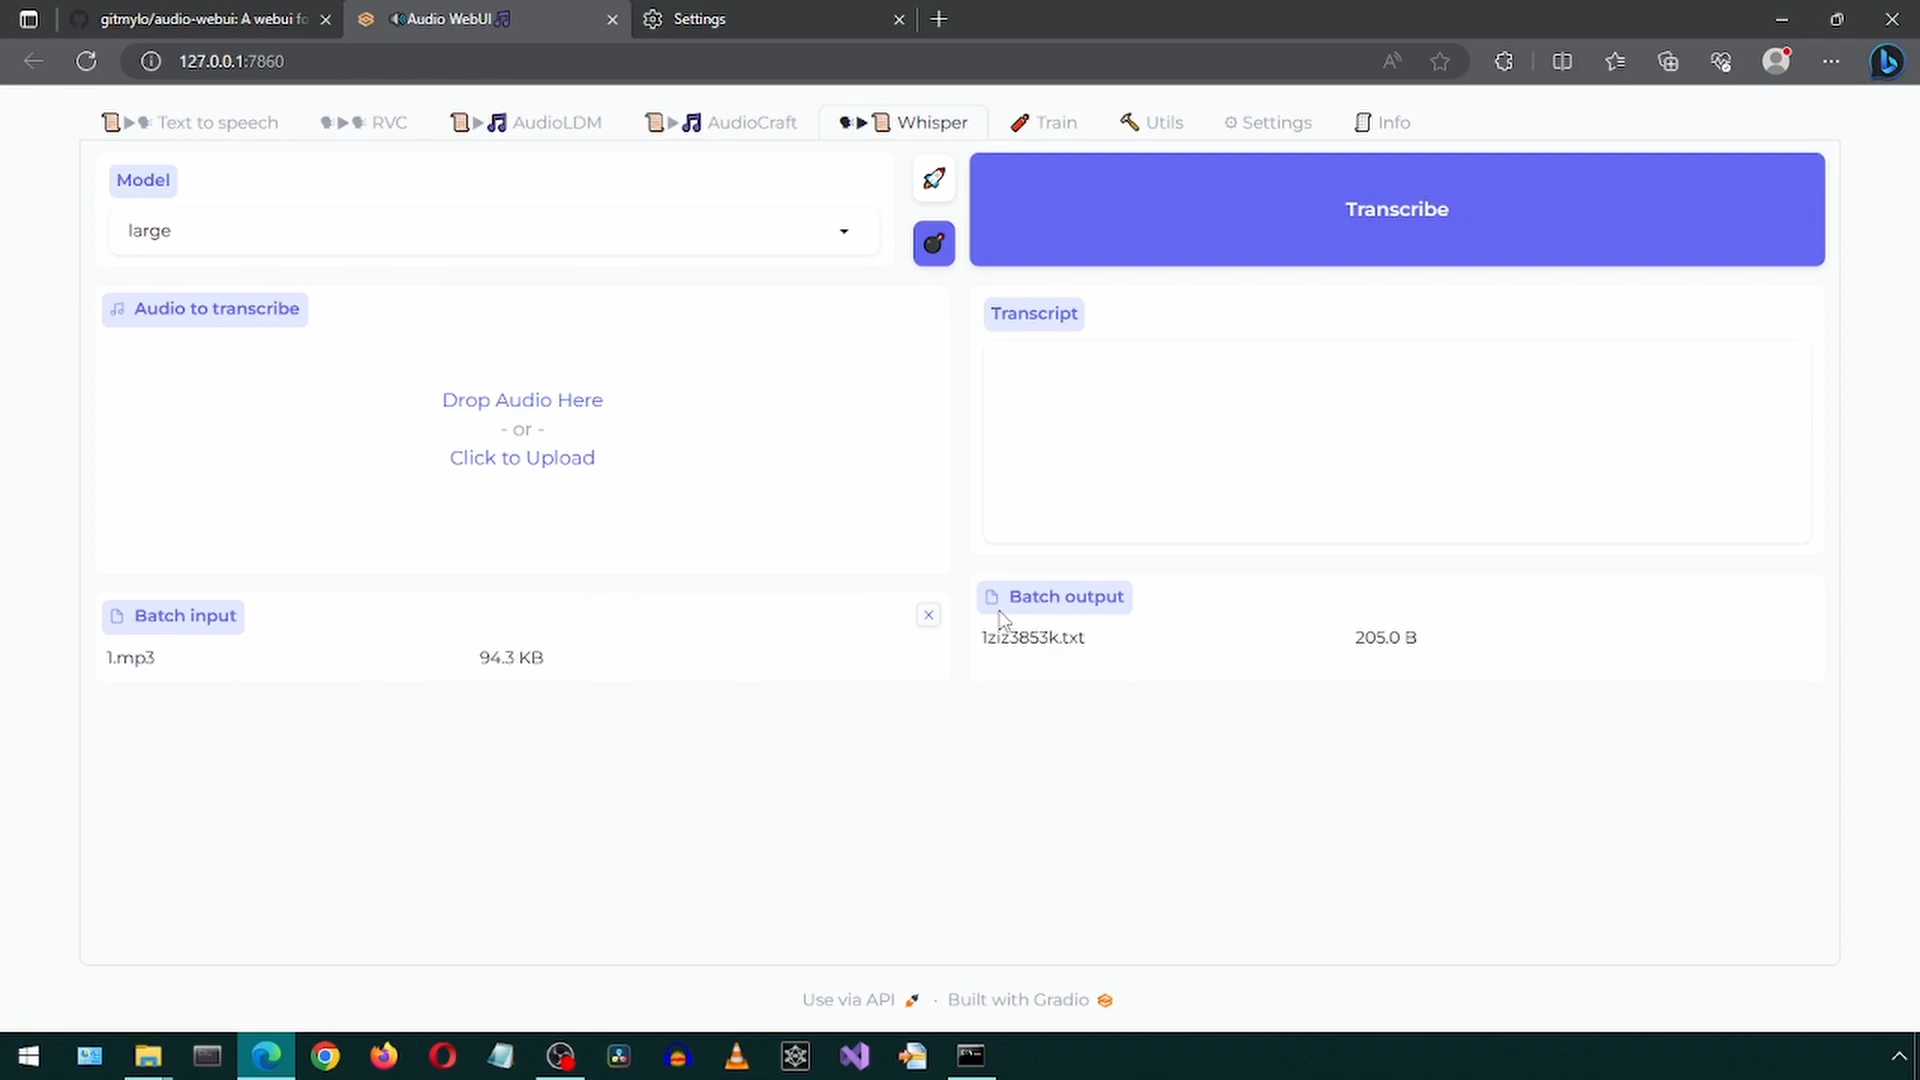 gitmylo/audio-webui: A webui fo
Audio WebUI
Settings
127.0.0.1:7860
Text to speech
RVC
AudioLDM
AudioCraft
Whisper
Train
Utils
Settings
Info
Model
large
Transcribe
Audio to transcribe
Drop Audio Here
- or -
Click to Upload
Transcript
Batch input
1.mp3 94.3 KB
Batch output
1ziz3853k.txt 205.0 B
Use via API · Built with Gradio